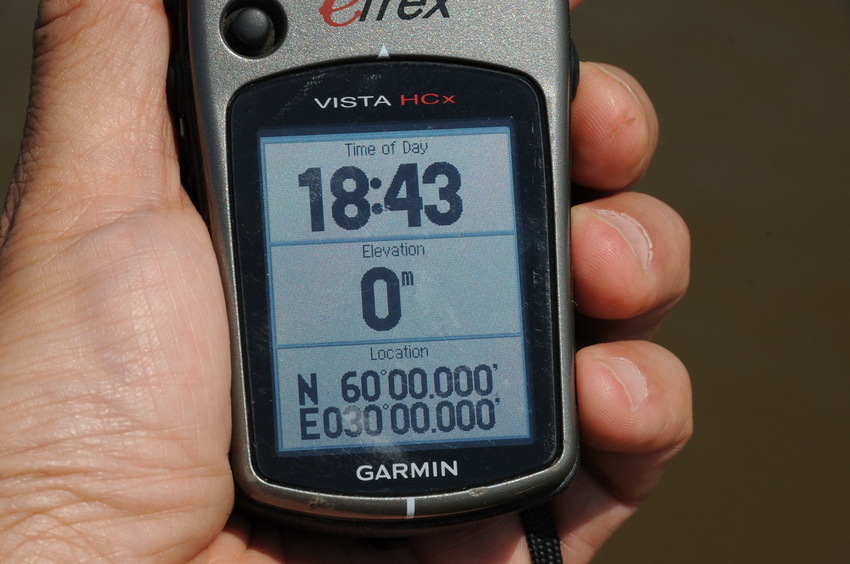 eTrex
VISTA HCx
Time of Day
18:43
Elevation
0m
Location
N 60°00.000'
E030°00.000'
GARMIN